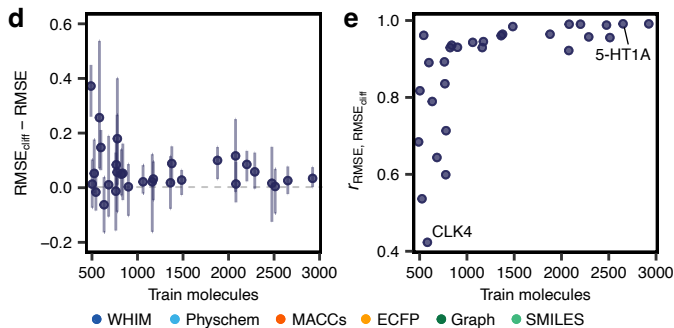 d
0.6
0.4
0.2
0.0
−0.2
RMSEcliff − RMSE
500 1000 1500 2000 2500 3000
Train molecules
e
1.0
0.8
0.6
0.4
rRMSE, RMSEcliff
5-HT1A
CLK4
500 1000 1500 2000 2500 3000
Train molecules
WHIM Physchem MACCs ECFP Graph SMILES